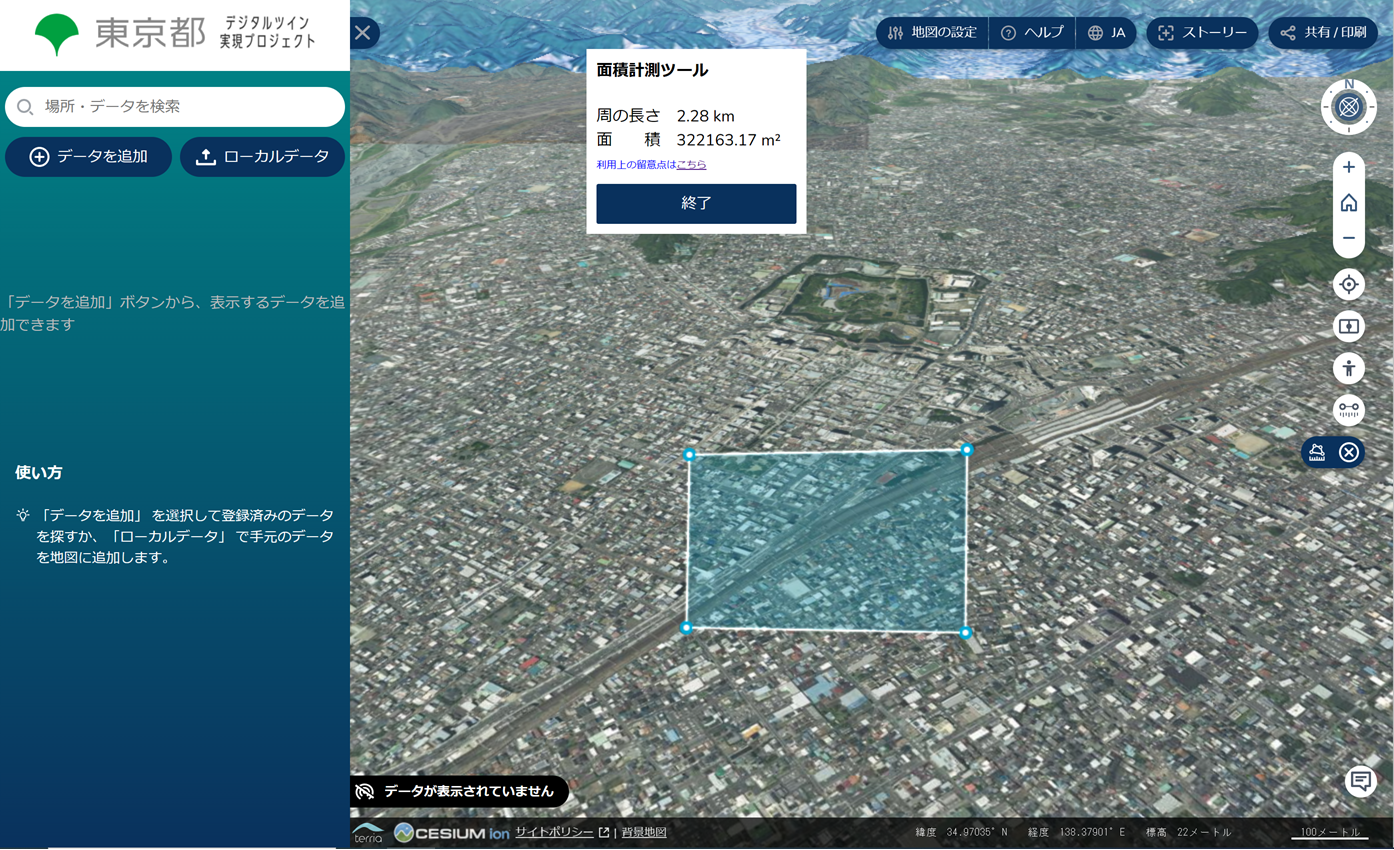 東京都
デジタルツイン
実現プロジェクト
場所・データを検索
データを追加
ローカルデータ
「データを追加」ボタンから、表示するデータを追
加できます
使い方
「データを追加」 を選択して登録済みのデータ
を探すか、「ローカルデータ」 で手元のデータ
を地図に追加します。
地図の設定
ヘルプ
JA
ストーリー
共有 / 印刷
面積計測ツール
周の長さ 2.28 km
面 積 322163.17 m²
利用上の留意点はこちら
終了
N
データが表示されていません
terria
CESIUM ion
サイトポリシー | 背景地図
緯度 34.97035° N 経度 138.37901° E 標高 22メートル
100メートル